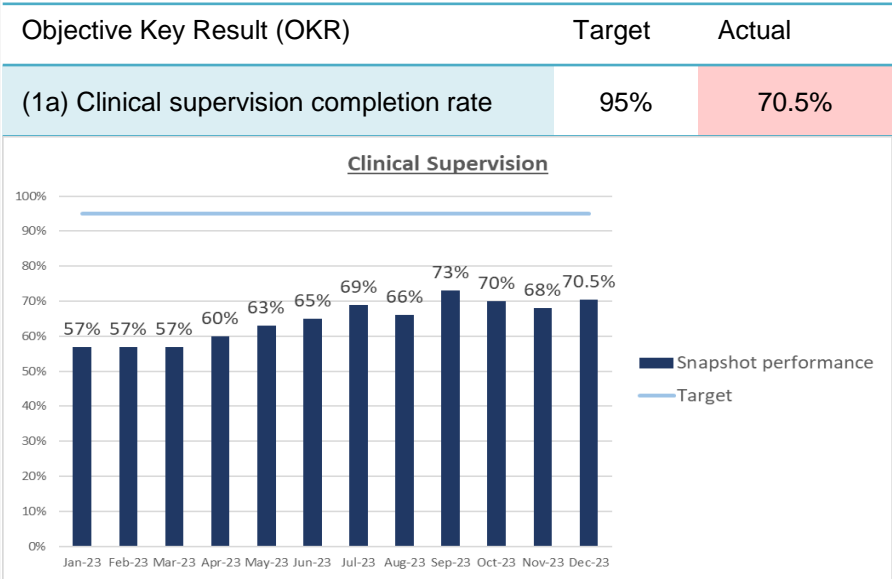 Objective Key Result (OKR) Target Actual
(1a) Clinical supervision completion rate 95% 70.5%
Clinical Supervision
100%
90%
80%
70%
60%
50%
40%
30%
20%
10%
0%
57% 57% 57% 60% 63% 65% 69% 66% 73% 70% 68% 70.5%
Snapshot performance
Target
Jan-23 Feb-23 Mar-23 Apr-23 May-23 Jun-23 Jul-23 Aug-23 Sep-23 Oct-23 Nov-23 Dec-23